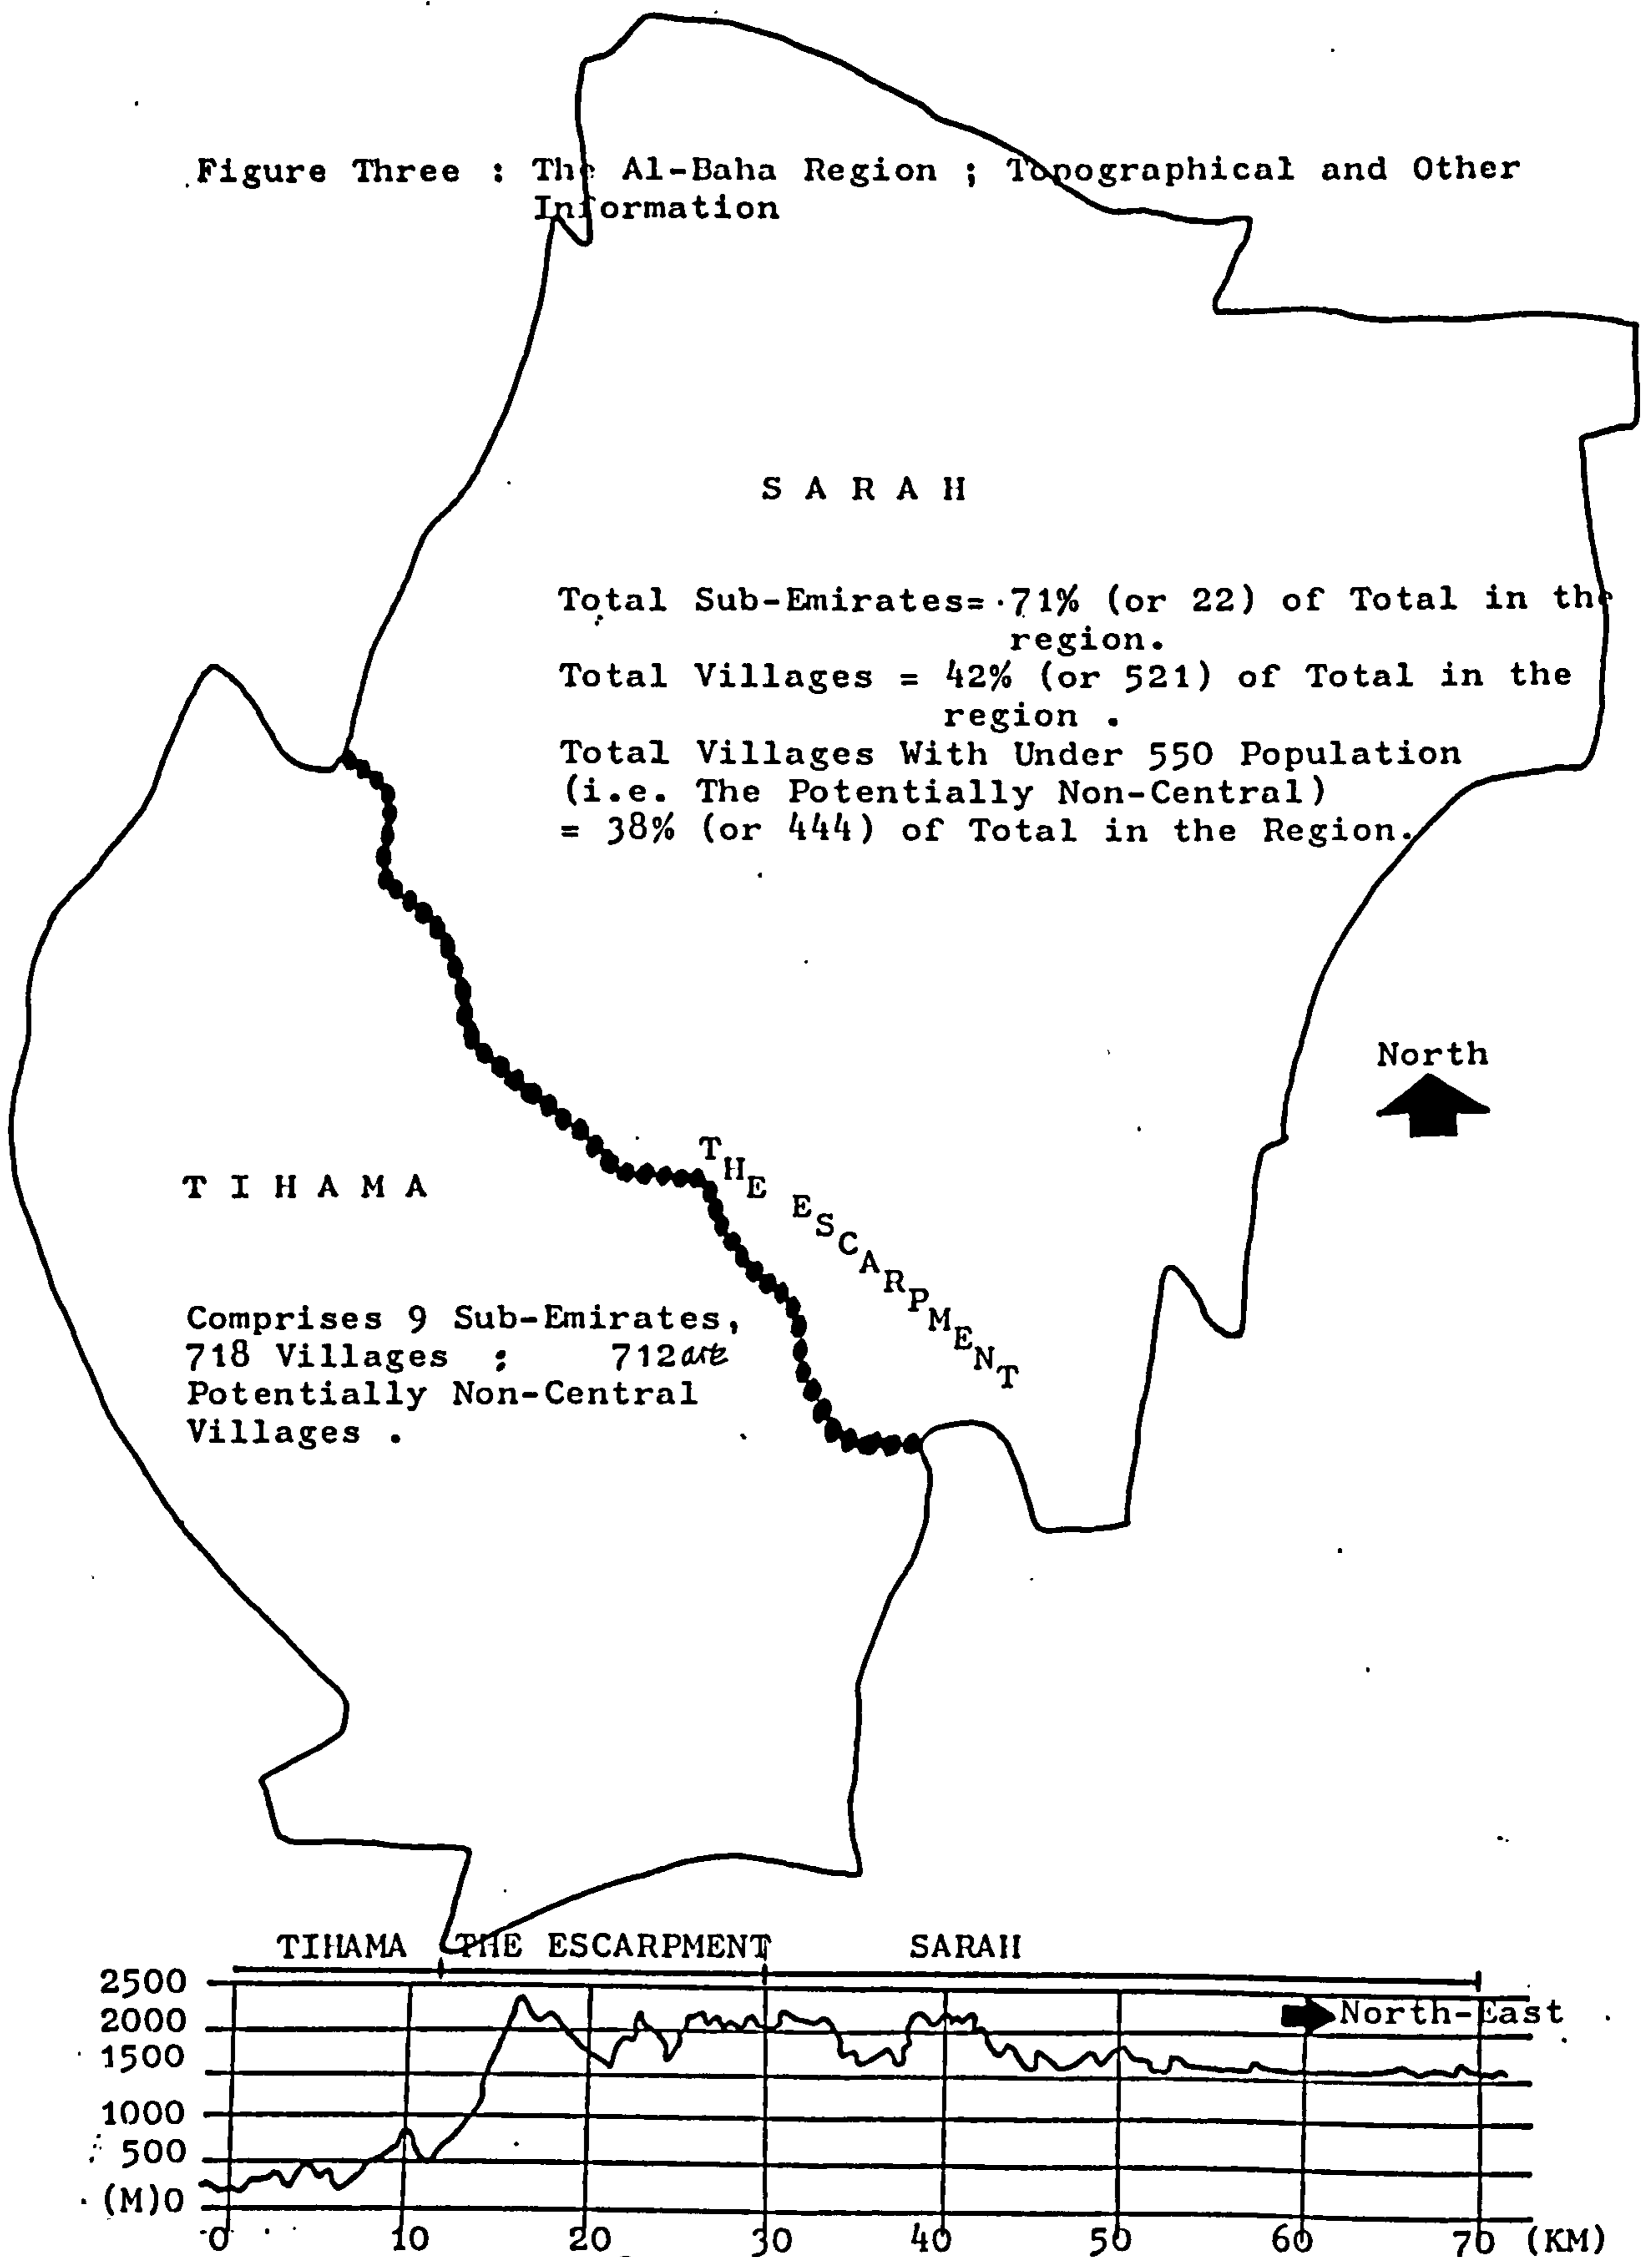 Figure Three : The Al-Baha Region ; Topographical and Other
Information
S A R A H
Total Sub-Emirates= 71% (or 22) of Total in the
region.
Total Villages = 42% (or 521) of Total in the
region .
Total Villages With Under 550 Population
(i.e. The Potentially Non-Central)
= 38% (or 444) of Total in the Region.
North
THE ESCARPMENT
T I H A M A
Comprises 9 Sub-Emirates,
718 Villages ; 712 are
Potentially Non-Central
Villages .
TIHAMA THE ESCARPMENT SARAH
2500
North-East
2000
1500
1000
500
(M)0
0 10 20 30 40 50 60 70 (KM)